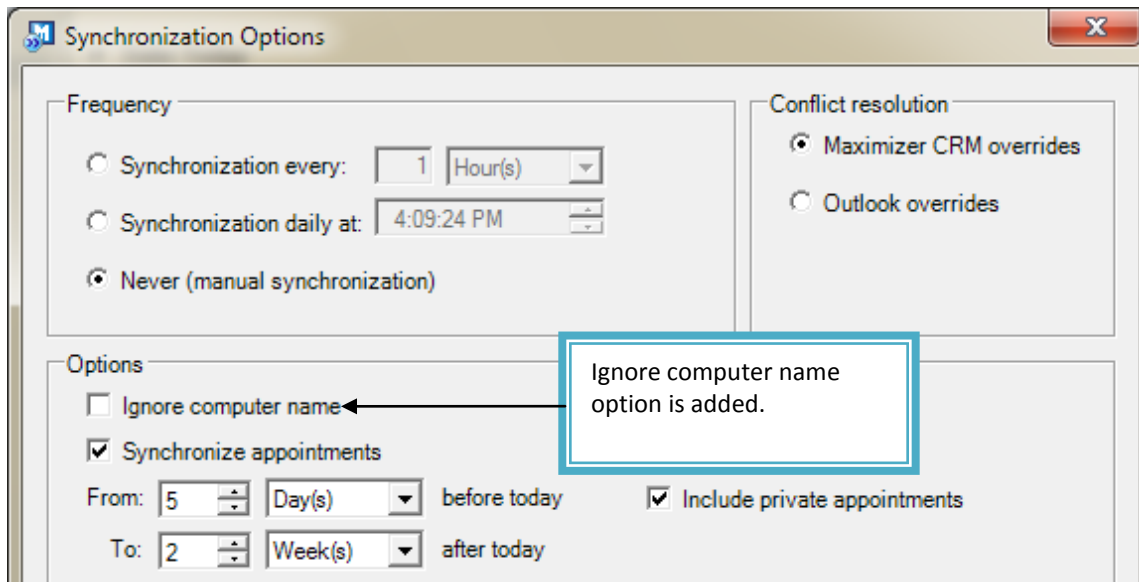 Synchronization Options
Frequency
Synchronization every: 1 Hour(s)
Synchronization daily at: 4:09:24 PM
Never (manual synchronization)
Conflict resolution
Maximizer CRM overrides
Outlook overrides
Options
Ignore computer name
Ignore computer name
option is added.
Synchronize appointments
From: 5 Day(s) before today
Include private appointments
To: 2 Week(s) after today